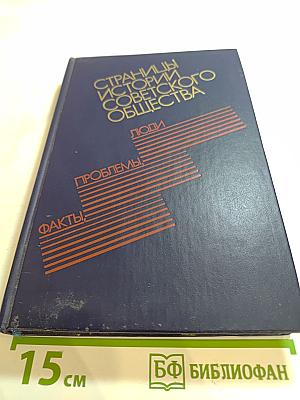 СТРАНИЦЫ
ИСТОРИИ
СОВЕТСКОГО
ОБЩЕСТВА
ЛЮДИ
ПРОБЛЕМЫ,
ФАКТЫ,
15 см
БФ БИБЛИОФАН